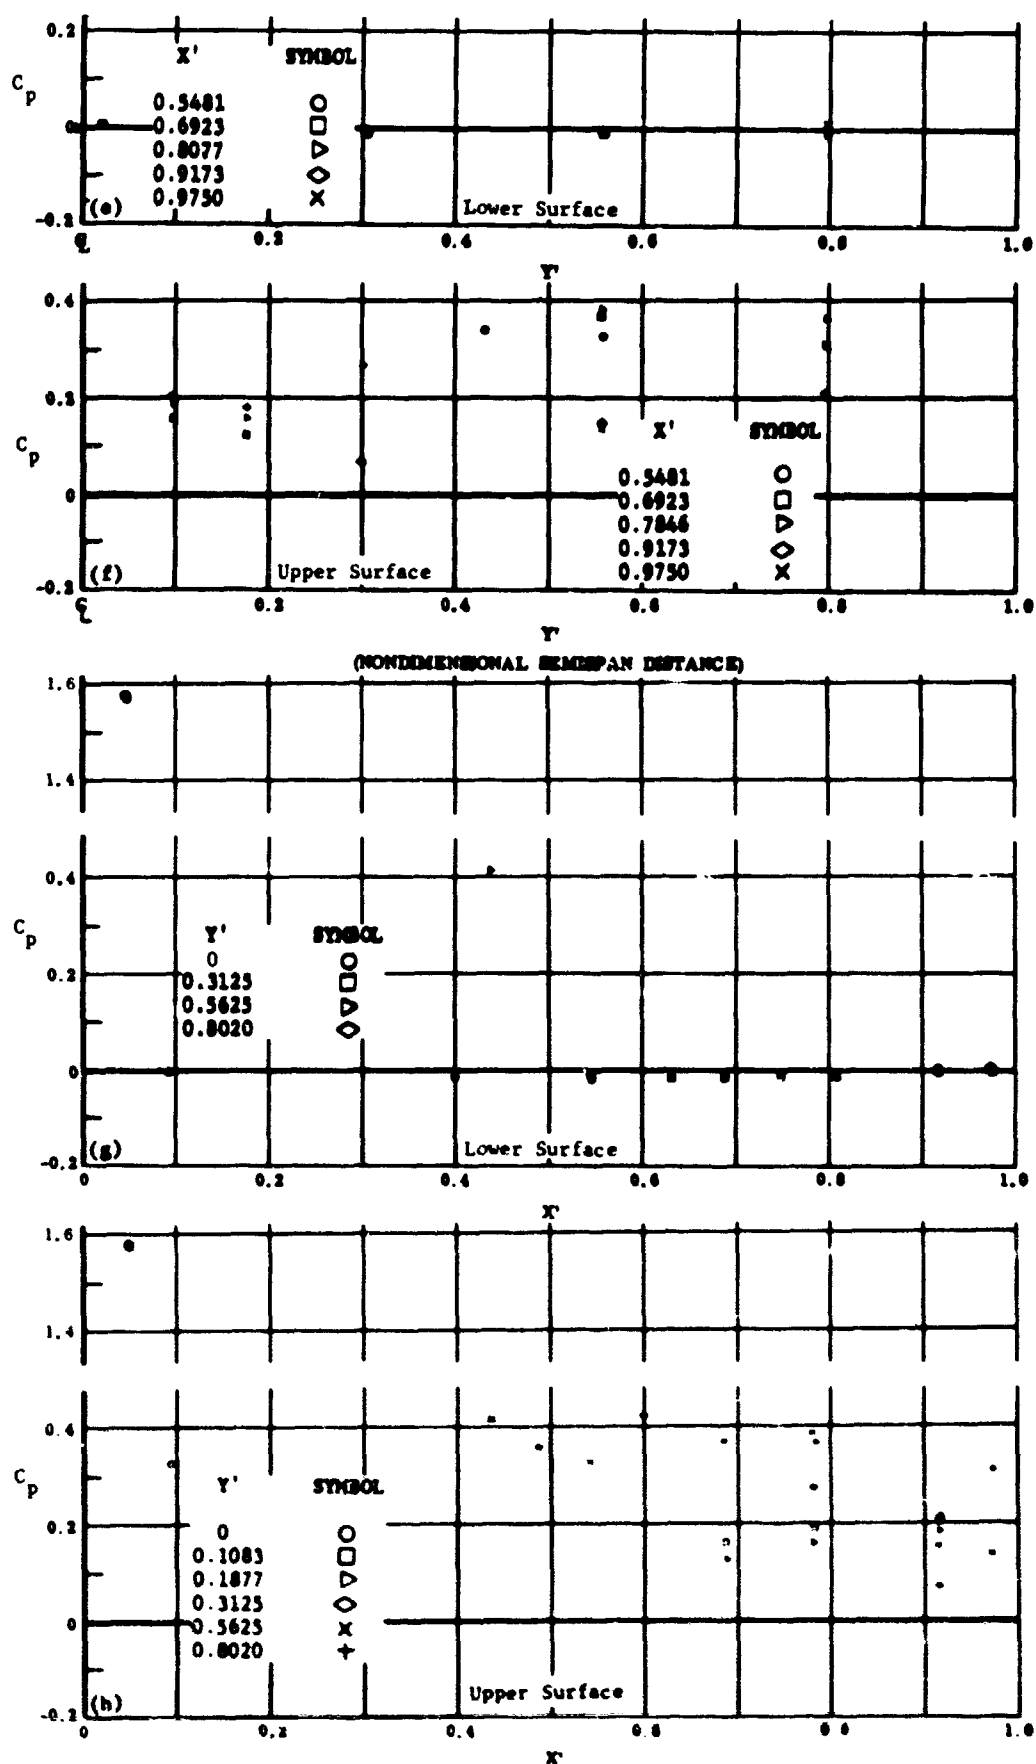 0.2
X' SYMBOL
C p
0.5481
0 0.6923
0.8077
0.9173
0.9750
-0.2 (e) Lower Surface
℄ 0.2 0.4 0.6 0.8 1.0
Y'
0.4
0.2
X' SYMBOL
C p
0.5481
0 0.6923
0.7846
0.9173
0.9750
-0.2 (f) Upper Surface
℄ 0.2 0.4 0.6 0.8 1.0
Y'
(NONDIMENSIONAL SEMISPAN DISTANCE)
1.6
1.4
0.4
C p
Y' SYMBOL
0
0.2 0.3125
0.5625
0.8020
0
-0.2 (g) Lower Surface
0 0.2 0.4 0.6 0.8 1.0
X'
1.6
1.4
0.4
C p
Y' SYMBOL
0.2 0
0.1083
0.1877
0.3125
0 0.5625
0.8020
-0.2 (h) Upper Surface
0 0.2 0.4 0.6 0.8 1.0
X'